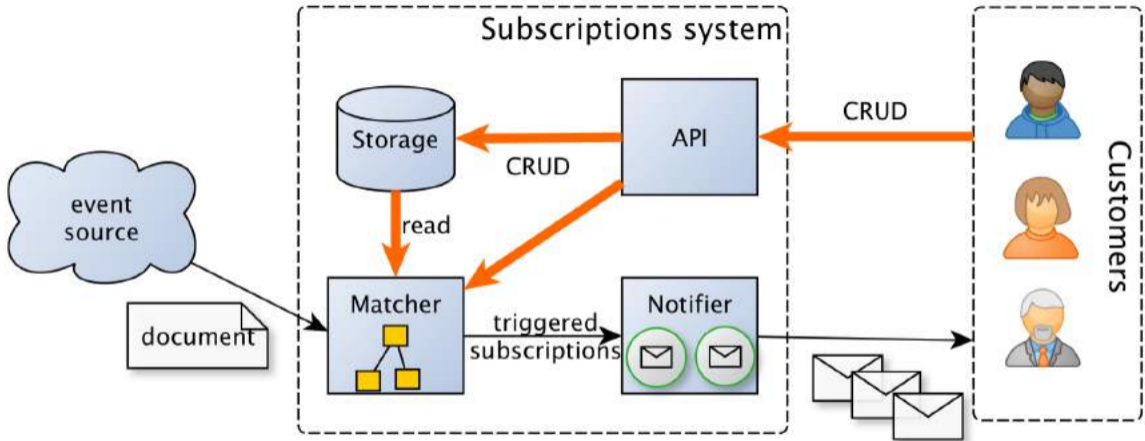 Subscriptions system
Storage
API
CRUD
CRUD
Customers
event
source
read
document
Matcher
triggered
subscriptions
Notifier